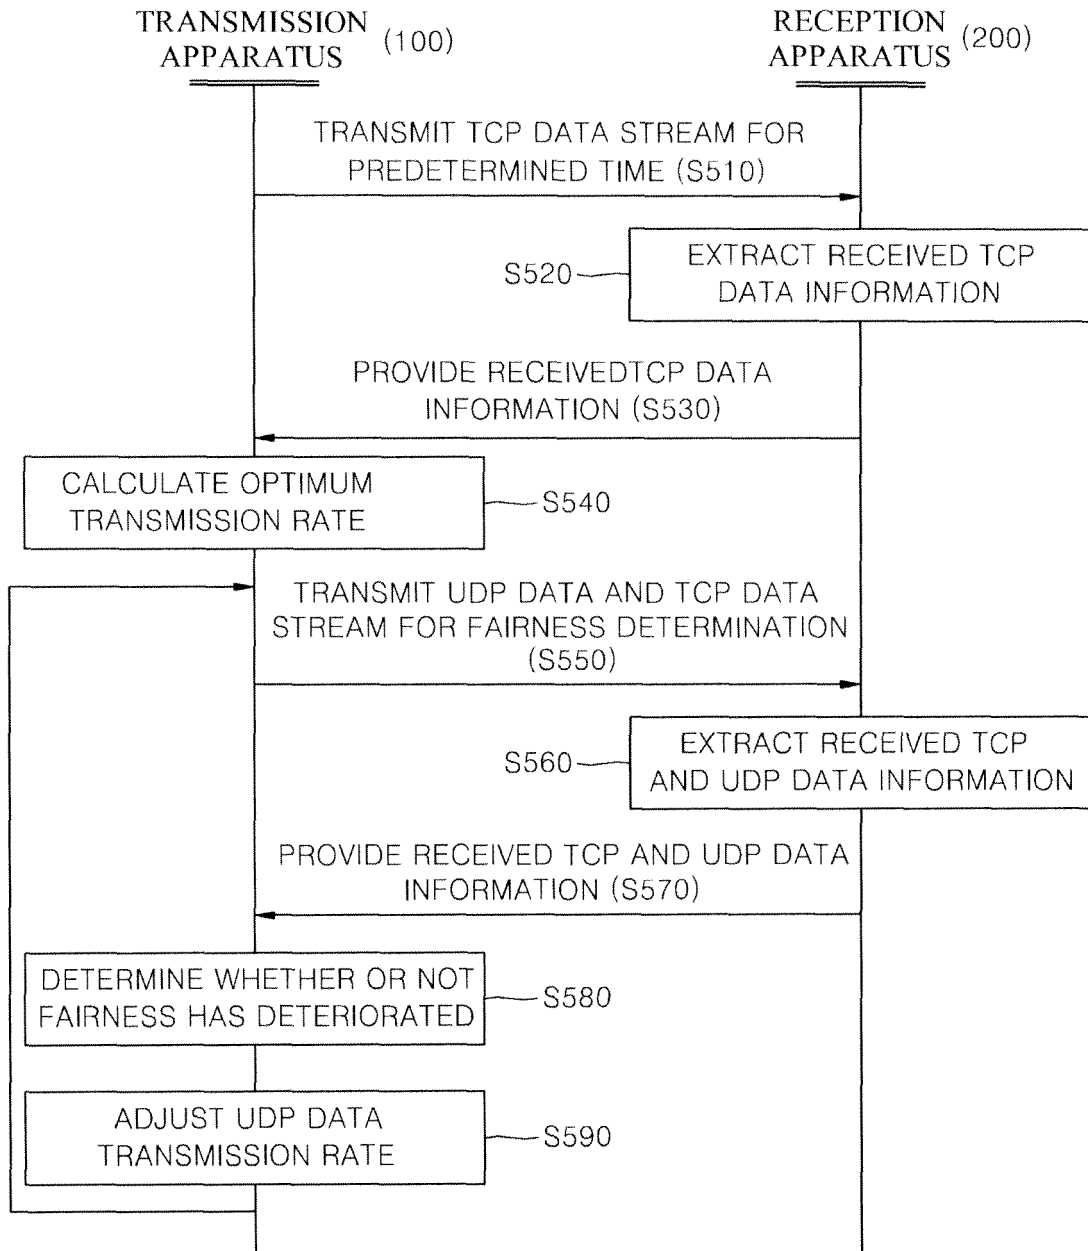 TRANSMISSION
APPARATUS (100)
RECEPTION
APPARATUS (200)
TRANSMIT TCP DATA STREAM FOR
PREDETERMINED TIME (S510)
S520
EXTRACT RECEIVED TCP
DATA INFORMATION
PROVIDE RECEIVEDTCP DATA
INFORMATION (S530)
CALCULATE OPTIMUM
TRANSMISSION RATE
S540
TRANSMIT UDP DATA AND TCP DATA
STREAM FOR FAIRNESS DETERMINATION
(S550)
S560
EXTRACT RECEIVED TCP
AND UDP DATA INFORMATION
PROVIDE RECEIVED TCP AND UDP DATA
INFORMATION (S570)
DETERMINE WHETHER OR NOT
FAIRNESS HAS DETERIORATED
S580
ADJUST UDP DATA
TRANSMISSION RATE
S590